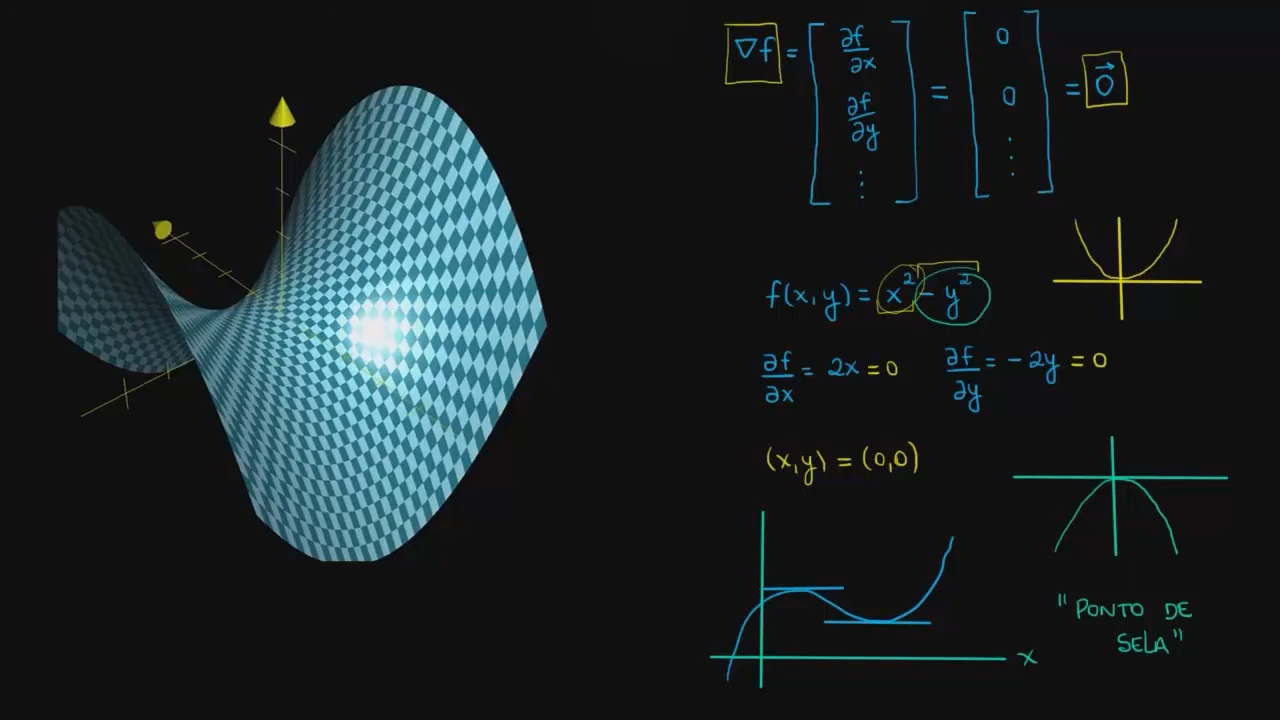 ∇f = [ ∂f/∂x ∂f/∂y ⋮ ] = [ 0 0 ⋮ ] = 0⃗
f(x, y) = x² - y²
∂f/∂x = 2x = 0 ∂f/∂y = -2y = 0
(x, y) = (0,0)
"PONTO DE
SELA"
x